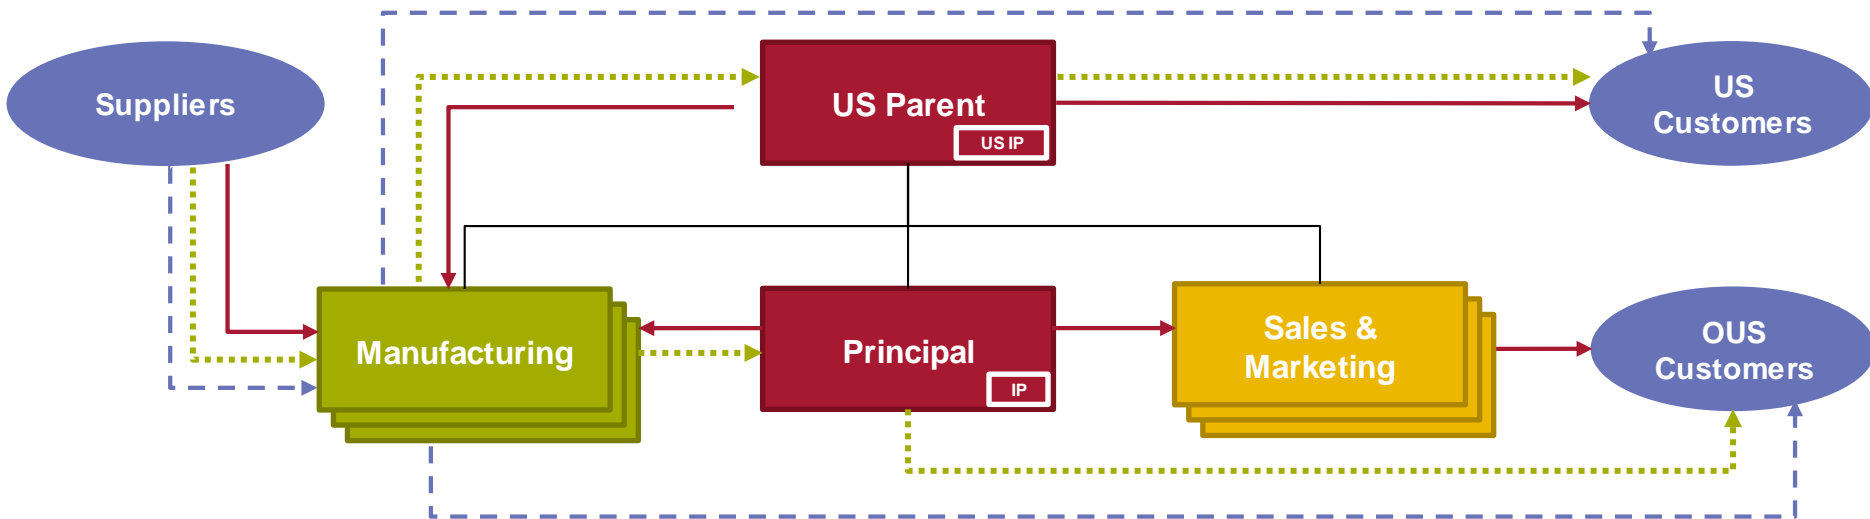 Suppliers
US Parent
US IP
US
Customers
Manufacturing
Principal
IP
Sales &
Marketing
OUS
Customers